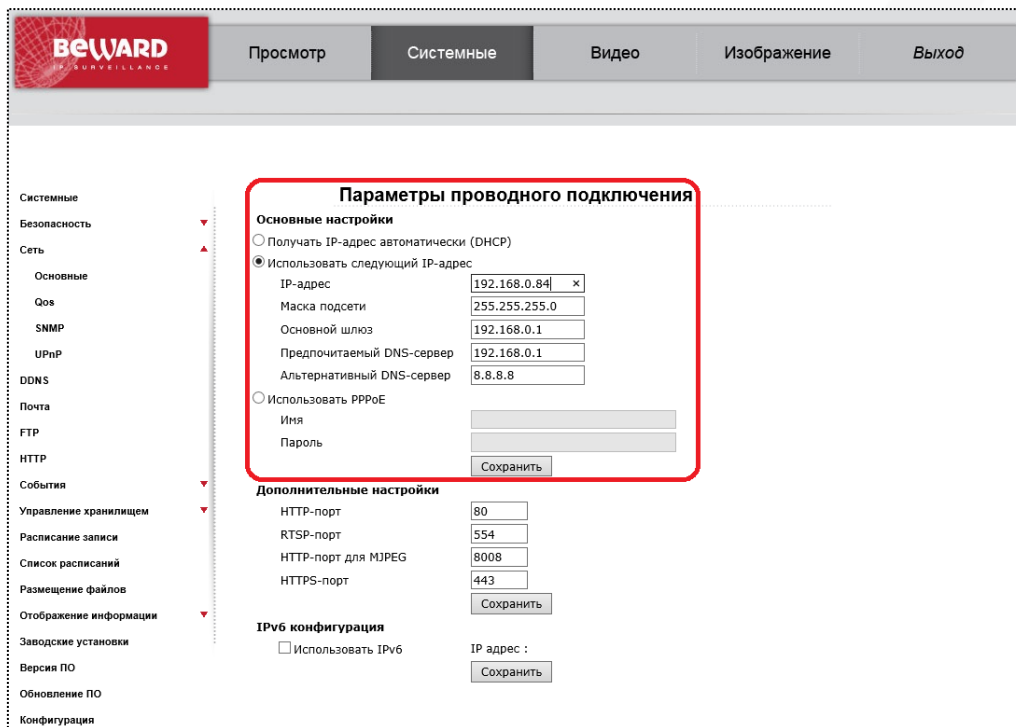 BEWARD
IP SURVEILLANCE
Просмотр Системные Видео Изображение Выход
Системные
Безопасность
Сеть
Основные
Qos
SNMP
UPnP
DDNS
Почта
FTP
HTTP
События
Управление хранилищем
Расписание записи
Список расписаний
Размещение файлов
Отображение информации
Заводские установки
Версия ПО
Обновление ПО
Конфигурация
Параметры проводного подключения
Основные настройки
Получать IP-адрес автоматически (DHCP)
Использовать следующий IP-адрес
IP-адрес 192.168.0.84 ×
Маска подсети 255.255.255.0
Основной шлюз 192.168.0.1
Предпочитаемый DNS-сервер 192.168.0.1
Альтернативный DNS-сервер 8.8.8.8
Использовать PPPoE
Имя
Пароль
Сохранить
Дополнительные настройки
HTTP-порт 80
RTSP-порт 554
HTTP-порт для MJPEG 8008
HTTPS-порт 443
Сохранить
IPv6 конфигурация
Использовать IPv6 IP адрес :
Сохранить